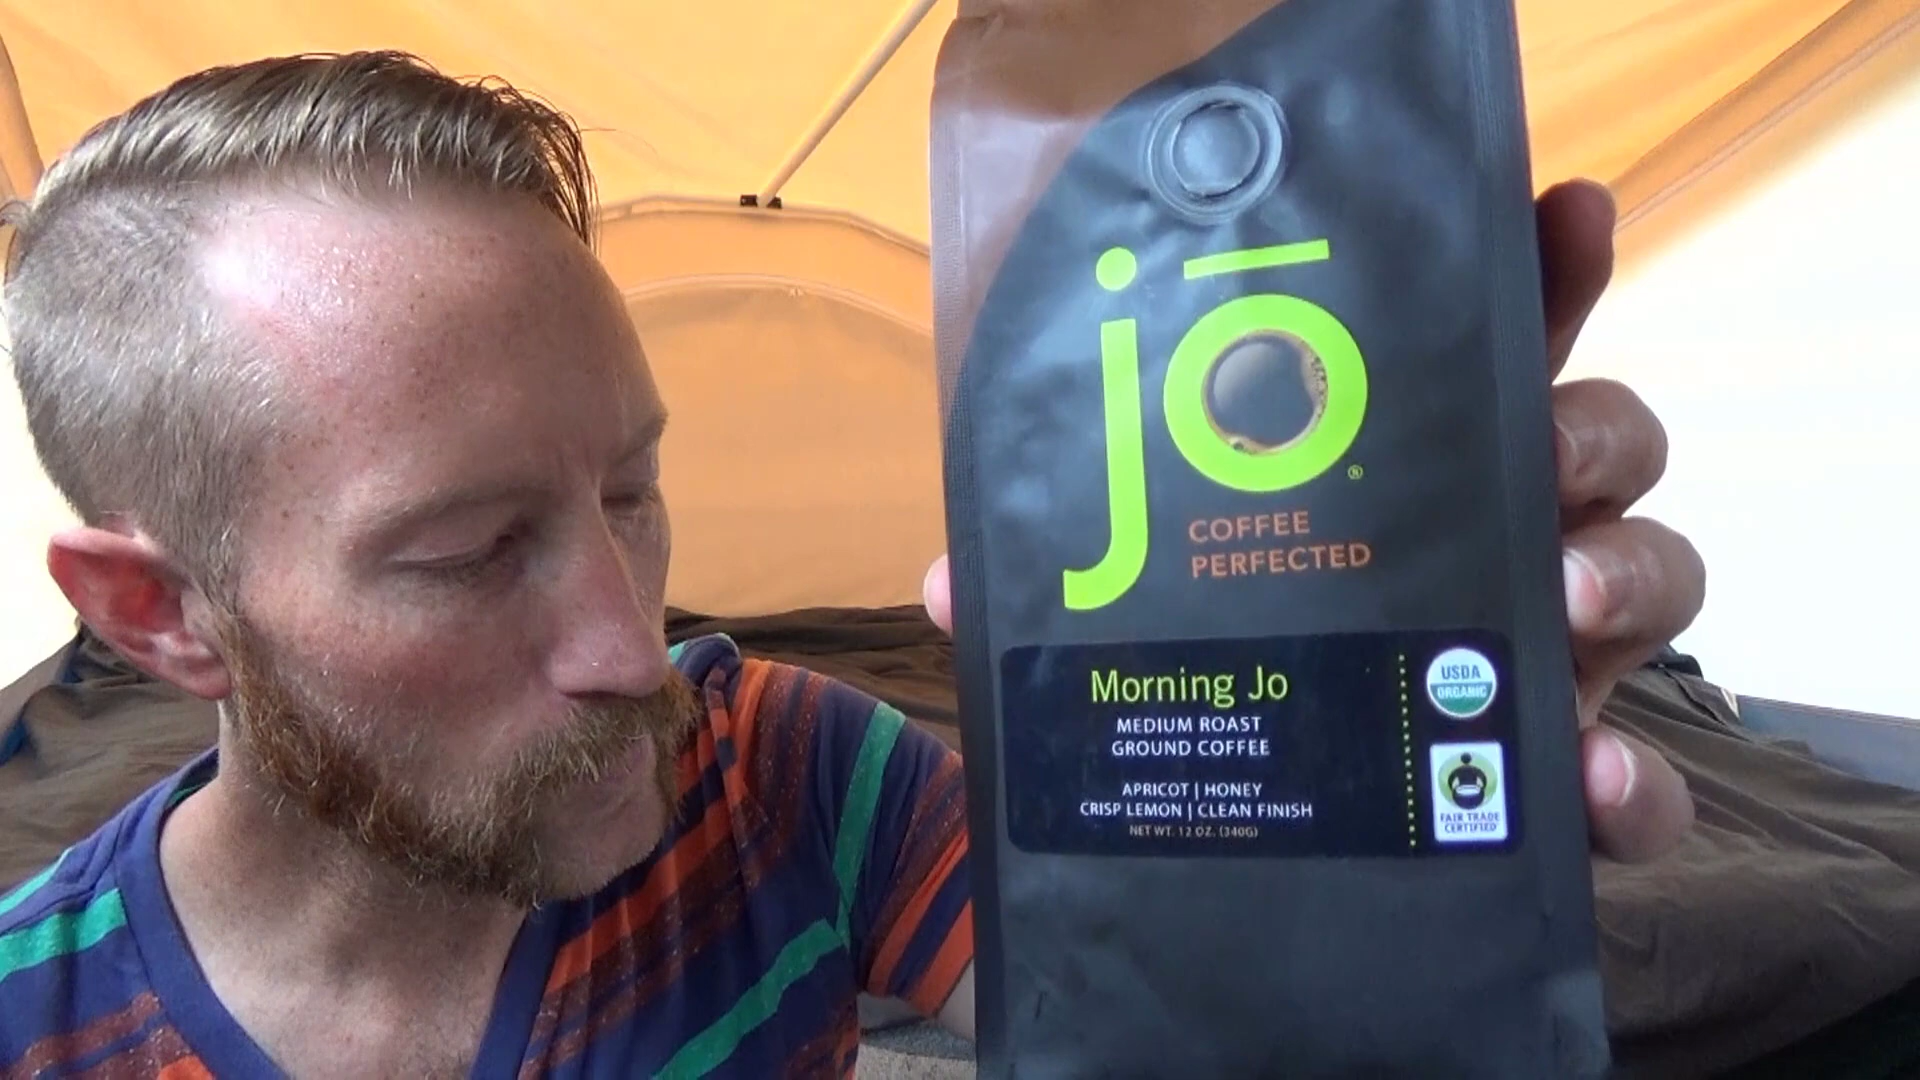 jō
®
COFFEE
PERFECTED
Morning Jo
MEDIUM ROAST
GROUND COFFEE
APRICOT | HONEY
CRISP LEMON | CLEAN FINISH
NET WT. 12 OZ. (340G)
USDA
ORGANIC
FAIR TRADE
CERTIFIED